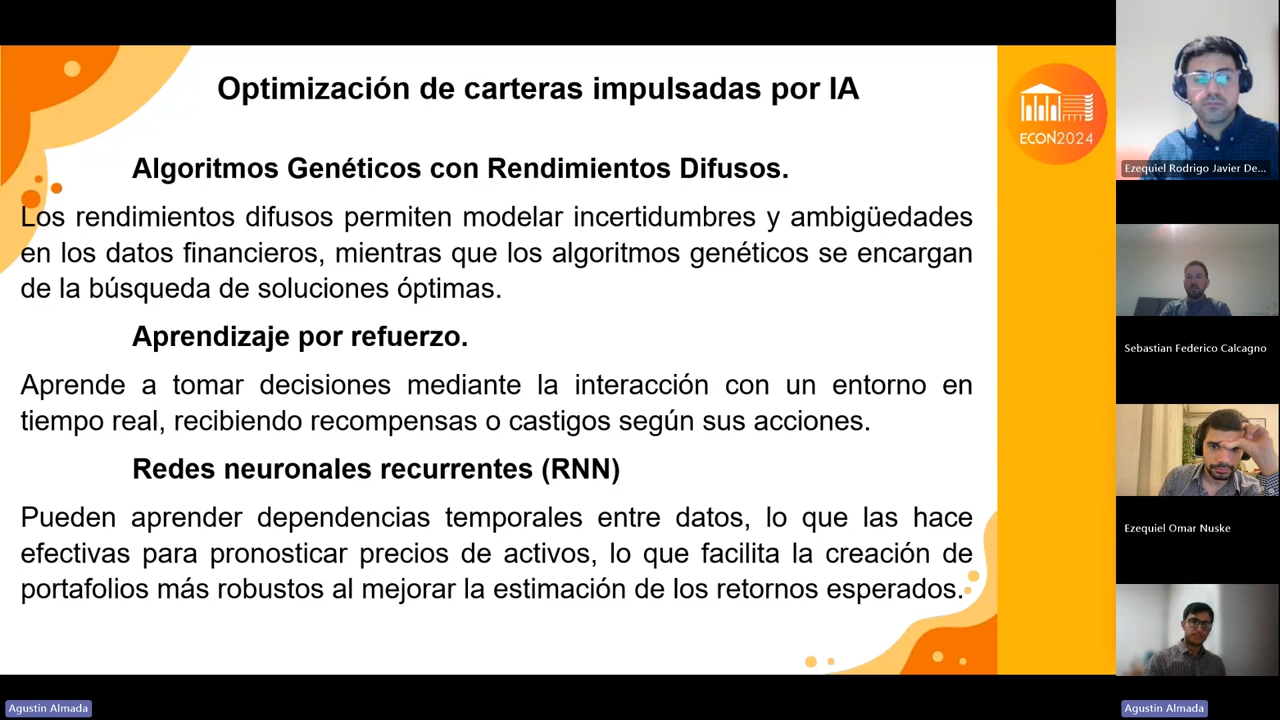 Optimización de carteras impulsadas por IA
Algoritmos Genéticos con Rendimientos Difusos.
Los rendimientos difusos permiten modelar incertidumbres y ambigüedades
en los datos financieros, mientras que los algoritmos genéticos se encargan
de la búsqueda de soluciones óptimas.
Aprendizaje por refuerzo.
Aprende a tomar decisiones mediante la interacción con un entorno en
tiempo real, recibiendo recompensas o castigos según sus acciones.
Redes neuronales recurrentes (RNN)
Pueden aprender dependencias temporales entre datos, lo que las hace
efectivas para pronosticar precios de activos, lo que facilita la creación de
portafolios más robustos al mejorar la estimación de los retornos esperados.
ECON2024
Ezequiel Rodrigo Javier De...
Sebastian Federico Calcagno
Ezequiel Omar Nuske
Agustin Almada
Agustin Almada